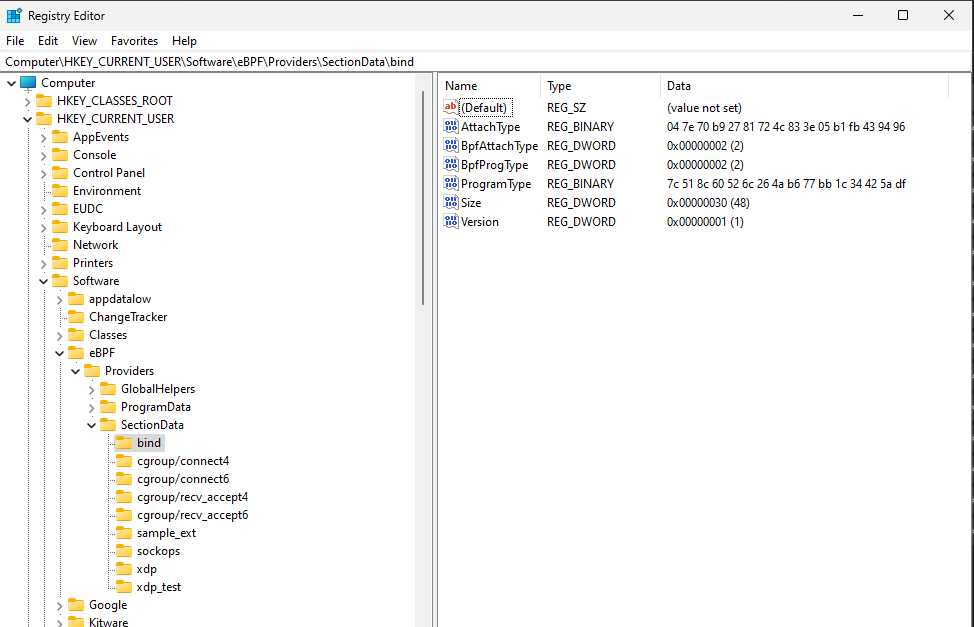 Registry Editor
File Edit View Favorites Help
Computer\HKEY_CURRENT_USER\Software\eBPF\Providers\SectionData\bind
Computer
HKEY_CLASSES_ROOT
HKEY_CURRENT_USER
AppEvents
Console
Control Panel
Environment
EUDC
Keyboard Layout
Network
Printers
Software
appdatalow
ChangeTracker
Classes
eBPF
Providers
GlobalHelpers
ProgramData
SectionData
bind
cgroup/connect4
cgroup/connect6
cgroup/recv_accept4
cgroup/recv_accept6
sample_ext
sockops
xdp
xdp_test
Google
Kitware
Name Type Data
ab (Default) REG_SZ (value not set)
AttachType REG_BINARY 04 7e 70 b9 27 81 72 4c 83 3e 05 b1 fb 43 94 96
BpfAttachType REG_DWORD 0x00000002 (2)
BpfProgType REG_DWORD 0x00000002 (2)
ProgramType REG_BINARY 7c 51 8c 60 52 6c 26 4a b6 77 bb 1c 34 42 5a df
Size REG_DWORD 0x00000030 (48)
Version REG_DWORD 0x00000001 (1)